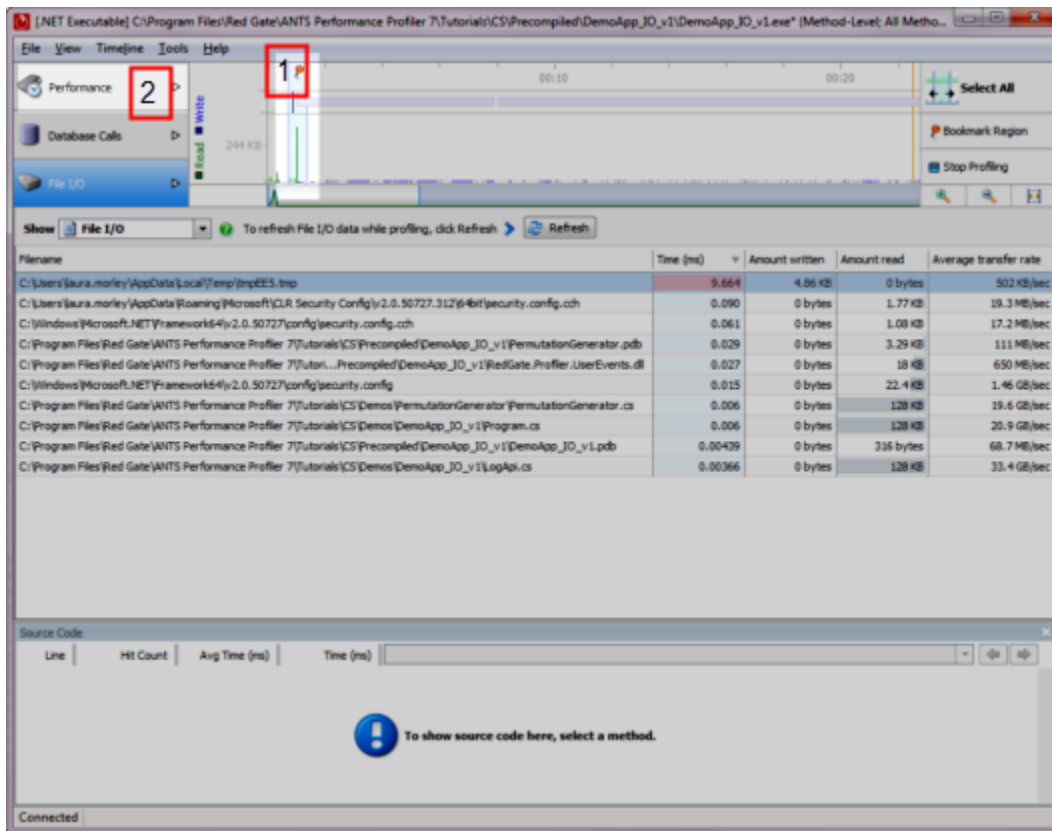 [.NET Executable] C:\Program Files\Red Gate\ANTS Performance Profiler 7\Tutorials\CS\Precompiled\DemoApp_IO_v1\DemoApp_IO_v1.exe* (Method-Level; All Metho...
File View Timeline Tools Help
1
00:10 00:20
Performance
2
Select All
Database Calls
Read Write
244 KB
Bookmark Region
File I/O
Stop Profiling
Show File I/O To refresh File I/O data while profiling, click Refresh Refresh
Filename Time (ms) Amount written Amount read Average transfer rate
C:\Users\laura.morley\AppData\Local\Temp\tmpEE5.tmp 9.664 4.86 KB 0 bytes 502 KB/sec
C:\Users\laura.morley\AppData\Roaming\Microsoft\CLR Security Config\v2.0.50727.312\64bit\security.config.cch 0.090 0 bytes 1.77 KB 19.3 MB/sec
C:\Windows\Microsoft.NET\Framework64\v2.0.50727\config\security.config.cch 0.061 0 bytes 1.08 KB 17.2 MB/sec
C:\Program Files\Red Gate\ANTS Performance Profiler 7\Tutorials\CS\Precompiled\DemoApp_IO_v1\PermutationGenerator.pdb 0.029 0 bytes 3.29 KB 111 MB/sec
C:\Program Files\Red Gate\ANTS Performance Profiler 7\Tutori...Precompiled\DemoApp_IO_v1\RedGate.Profiler.UserEvents.dll 0.027 0 bytes 18 KB 650 MB/sec
C:\Windows\Microsoft.NET\Framework64\v2.0.50727\config\security.config 0.015 0 bytes 22.4 KB 1.46 GB/sec
C:\Program Files\Red Gate\ANTS Performance Profiler 7\Tutorials\CS\Demos\PermutationGenerator\PermutationGenerator.cs 0.006 0 bytes 128 KB 19.6 GB/sec
C:\Program Files\Red Gate\ANTS Performance Profiler 7\Tutorials\CS\Demos\DemoApp_IO_v1\Program.cs 0.006 0 bytes 128 KB 20.9 GB/sec
C:\Program Files\Red Gate\ANTS Performance Profiler 7\Tutorials\CS\Precompiled\DemoApp_IO_v1\DemoApp_IO_v1.pdb 0.00439 0 bytes 316 bytes 68.7 MB/sec
C:\Program Files\Red Gate\ANTS Performance Profiler 7\Tutorials\CS\Demos\DemoApp_IO_v1\LogApi.cs 0.00366 0 bytes 128 KB 33.4 GB/sec
Source Code
Line Hit Count Avg Time (ms) Time (ms)
To show source code here, select a method.
Connected